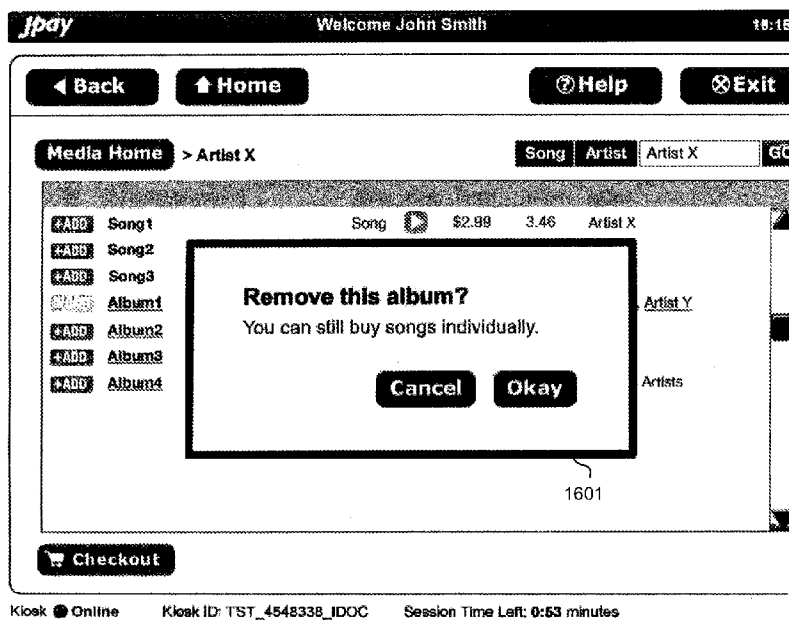 Jpay Welcome John Smith 18:15
Back Home Help Exit
Media Home > Artist X Song Artist Artist X GO
+ADD Song1 Song $2.99 3.46 Artist X
+ADD Song2
+ADD Song3
Album1 Artist Y
+ADD Album2
+ADD Album3
+ADD Album4 Artists
Remove this album?
You can still buy songs individually.
Cancel Okay
1601
Checkout
Kiosk Online Kiosk ID: TST_4548338_IDOC Session Time Left: 0:53 minutes